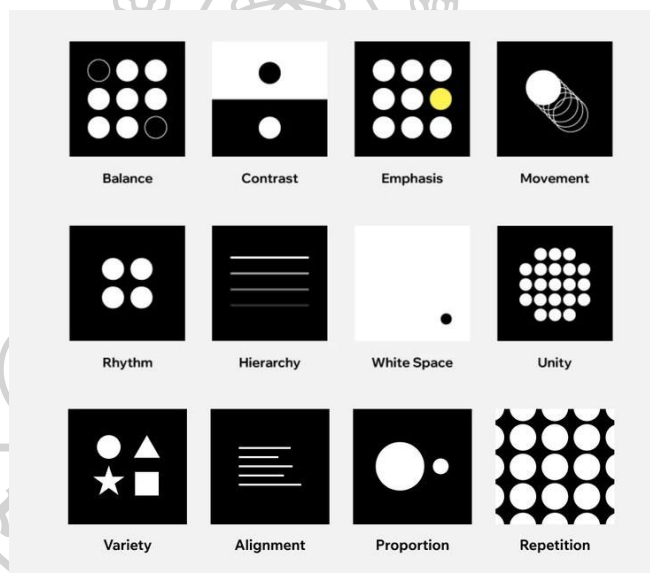 Balance Contrast Emphasis Movement
Rhythm Hierarchy White Space Unity
Variety Alignment Proportion Repetition